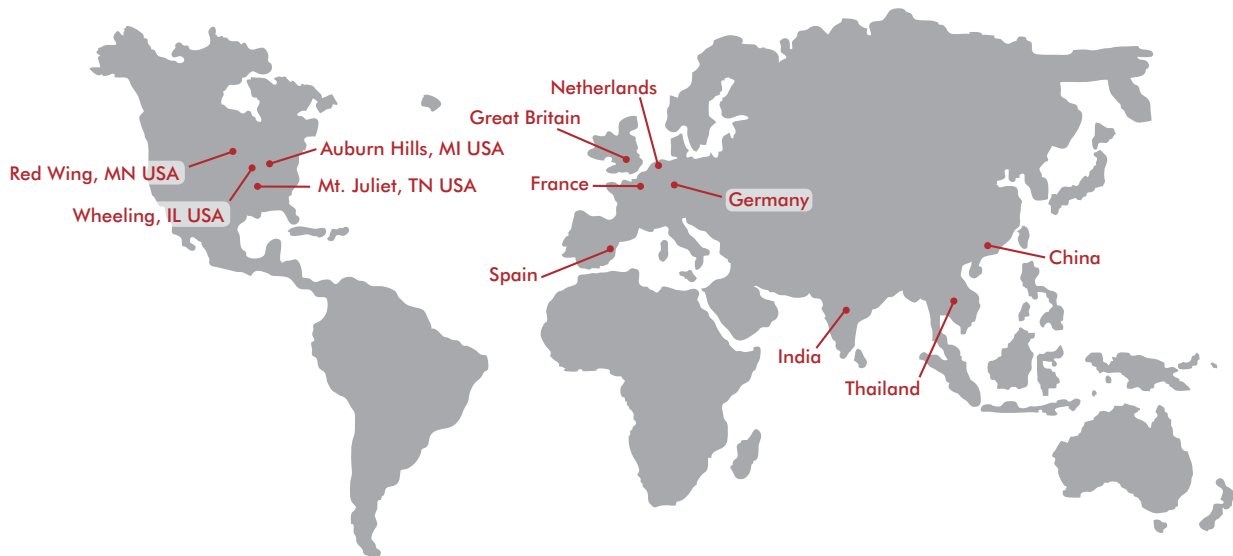 Netherlands
Great Britain
Auburn Hills, MI USA
Red Wing, MN USA
Mt. Juliet, TN USA
France
Germany
Wheeling, IL USA
China
Spain
India
Thailand